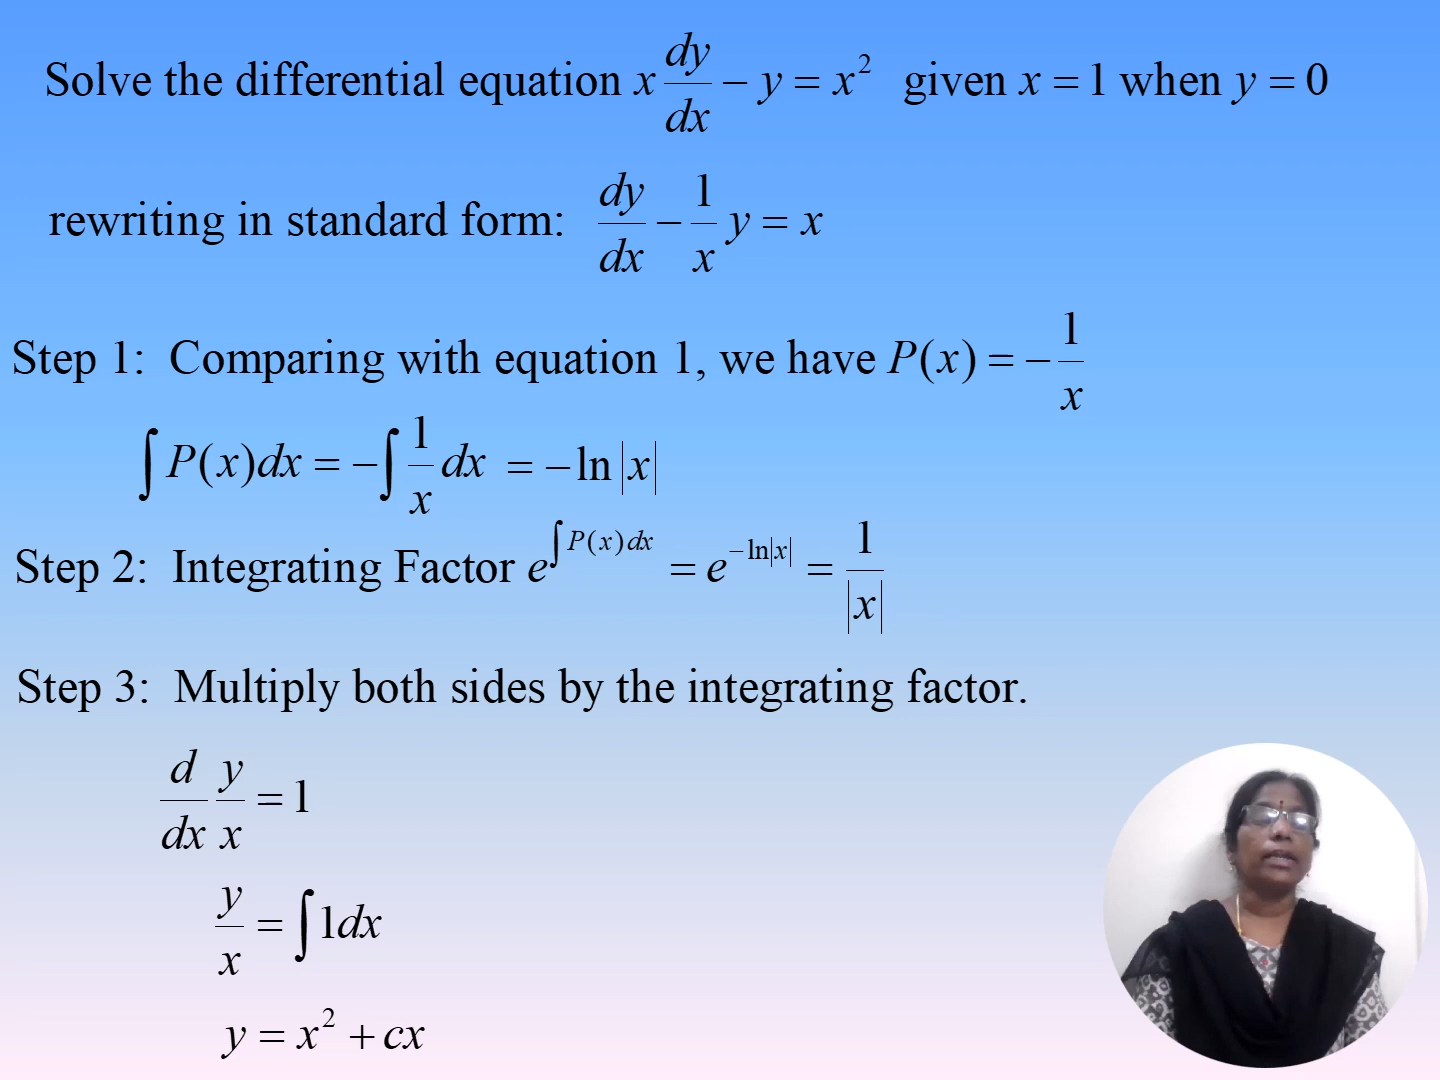 Solve the differential equation x dy/dx − y = x² given x = 1 when y = 0
rewriting in standard form: dy/dx − 1/x y = x
Step 1: Comparing with equation 1, we have P(x) = − 1/x
∫ P(x)dx = −∫ 1/x dx = −ln|x|
Step 2: Integrating Factor e^∫P(x)dx = e^−ln|x| = 1/|x|
Step 3: Multiply both sides by the integrating factor.
d/dx y/x = 1
y/x = ∫ 1dx
y = x² + cx